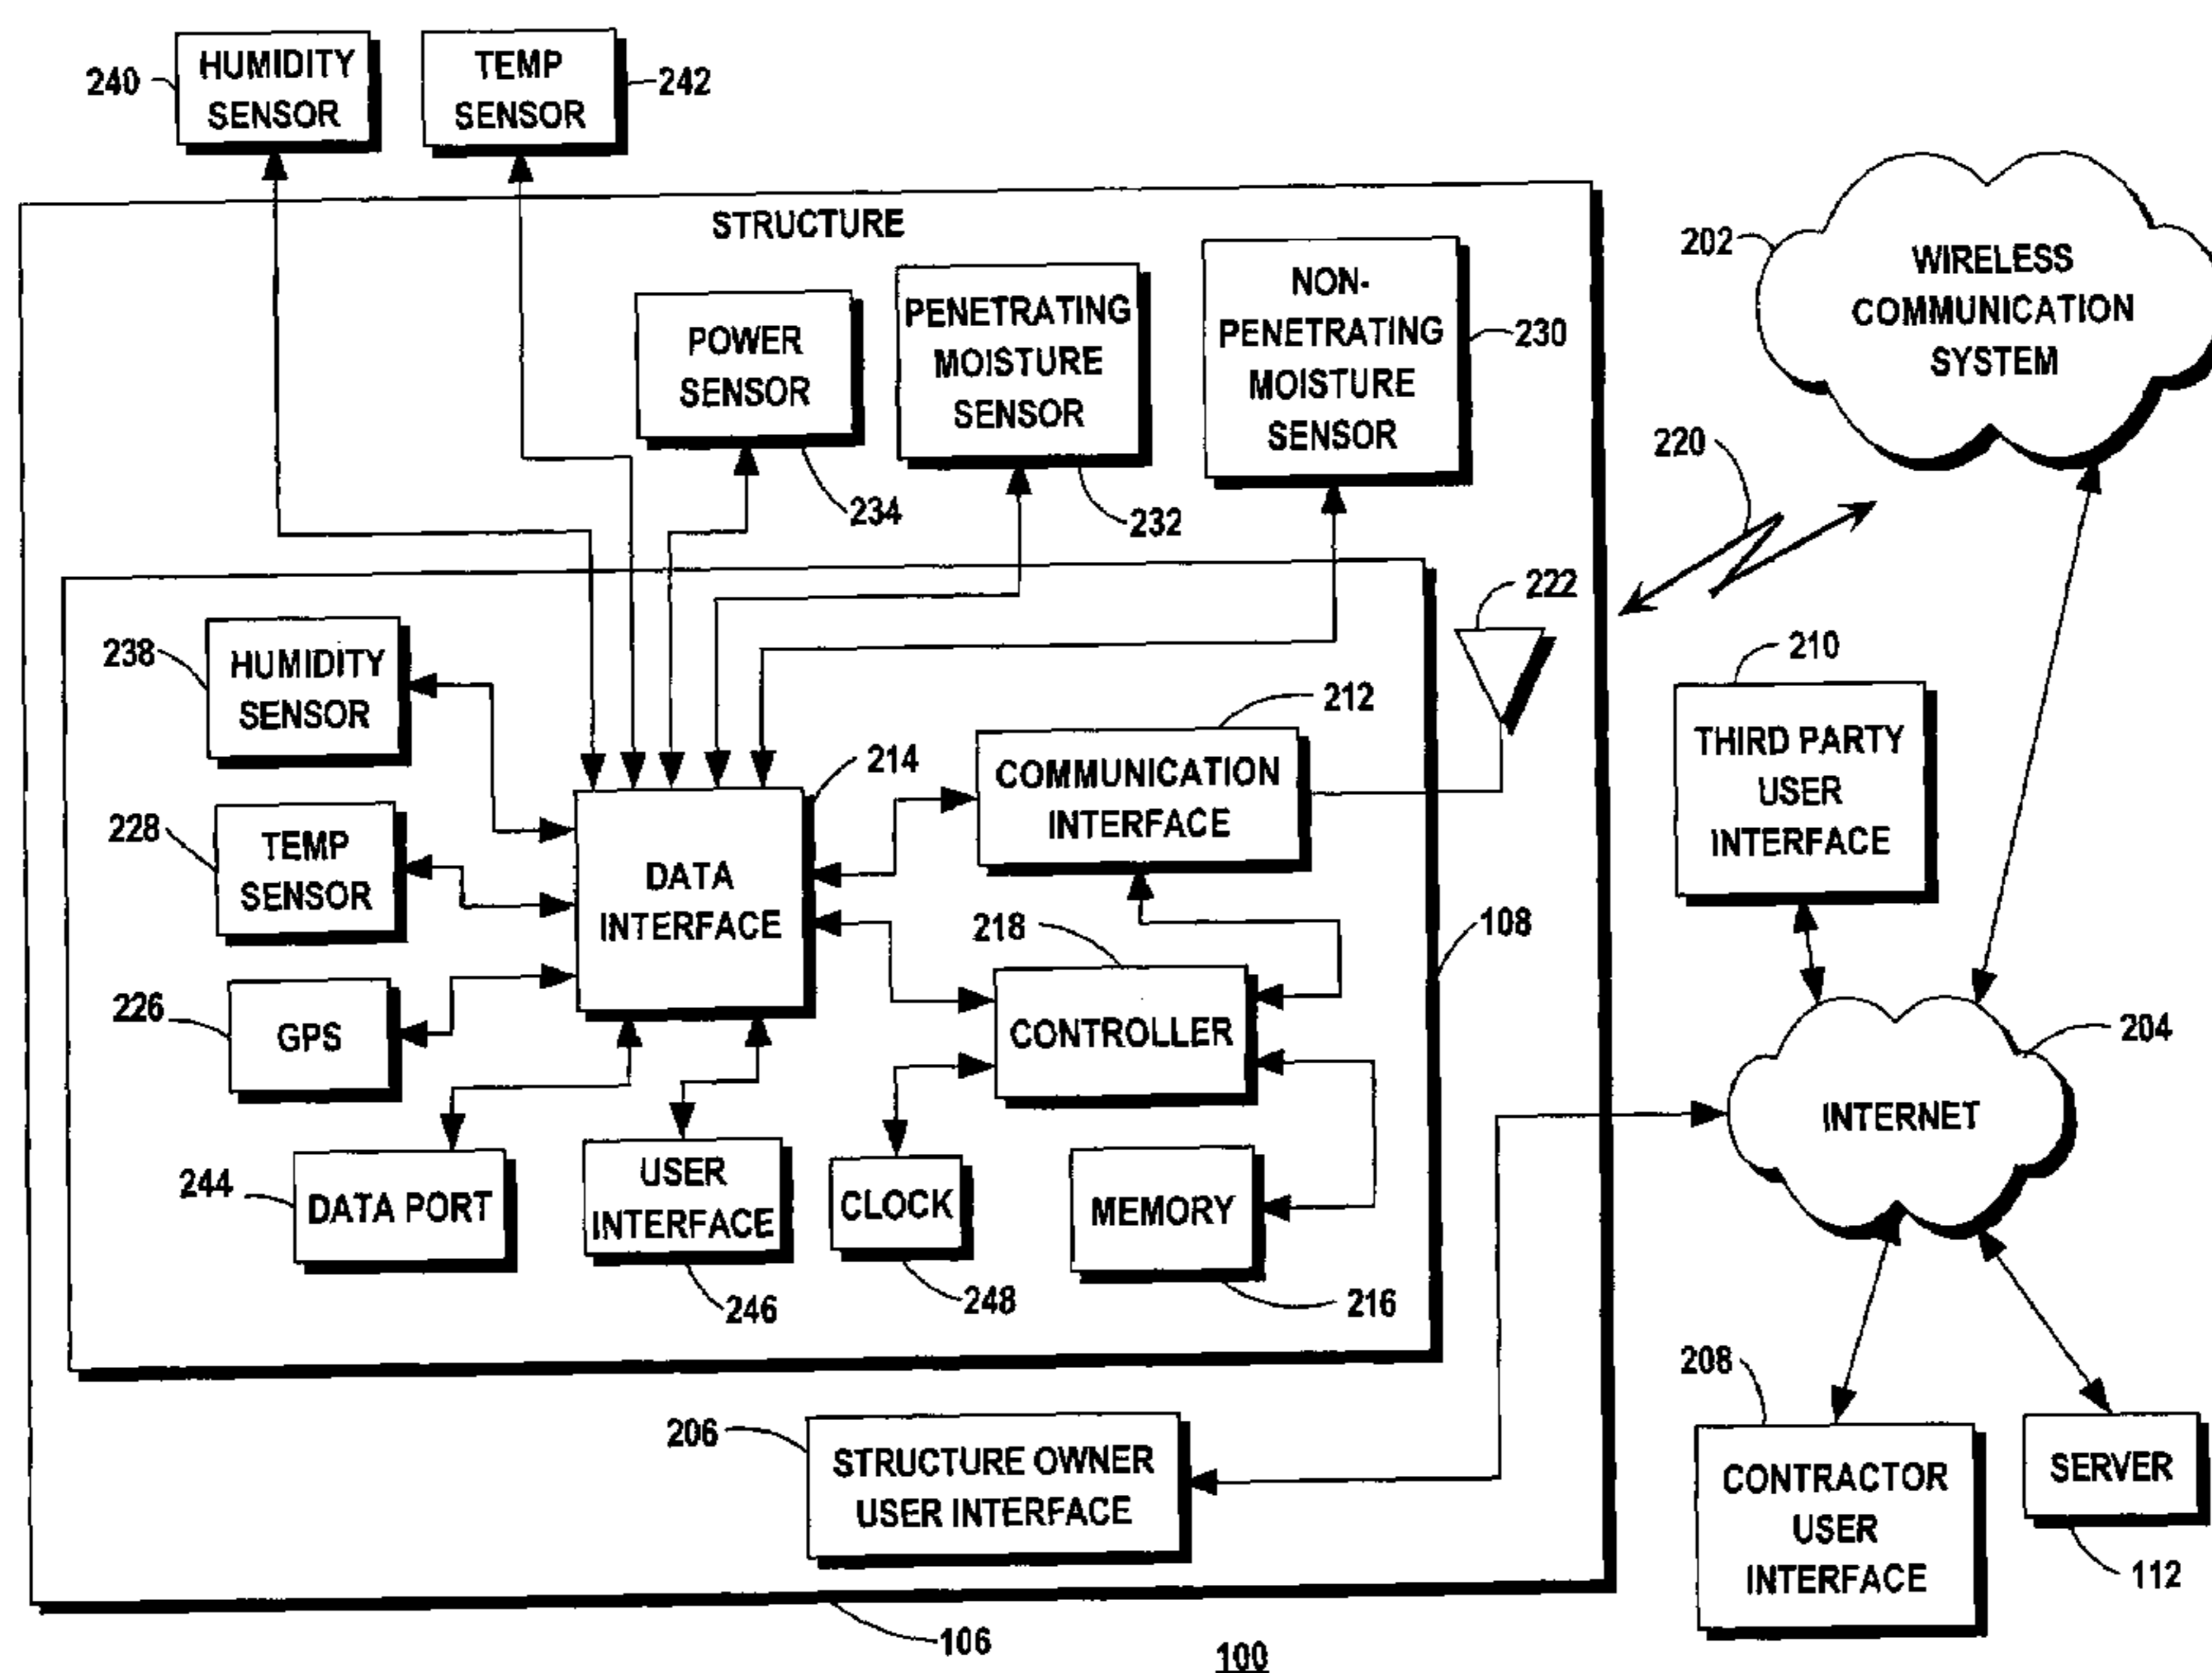 240
HUMIDITY
SENSOR
TEMP
SENSOR
242
STRUCTURE
POWER
SENSOR
234
PENETRATING
MOISTURE
SENSOR
232
NON-
PENETRATING
MOISTURE
SENSOR
230
202
WIRELESS
COMMUNICATION
SYSTEM
220
222
238
HUMIDITY
SENSOR
228
TEMP
SENSOR
226
GPS
244
DATA PORT
214
DATA
INTERFACE
USER
INTERFACE
246
212
COMMUNICATION
INTERFACE
218
CONTROLLER
CLOCK
248
MEMORY
216
108
210
THIRD PARTY
USER
INTERFACE
204
INTERNET
206
STRUCTURE OWNER
USER INTERFACE
208
CONTRACTOR
USER
INTERFACE
SERVER
112
106
100